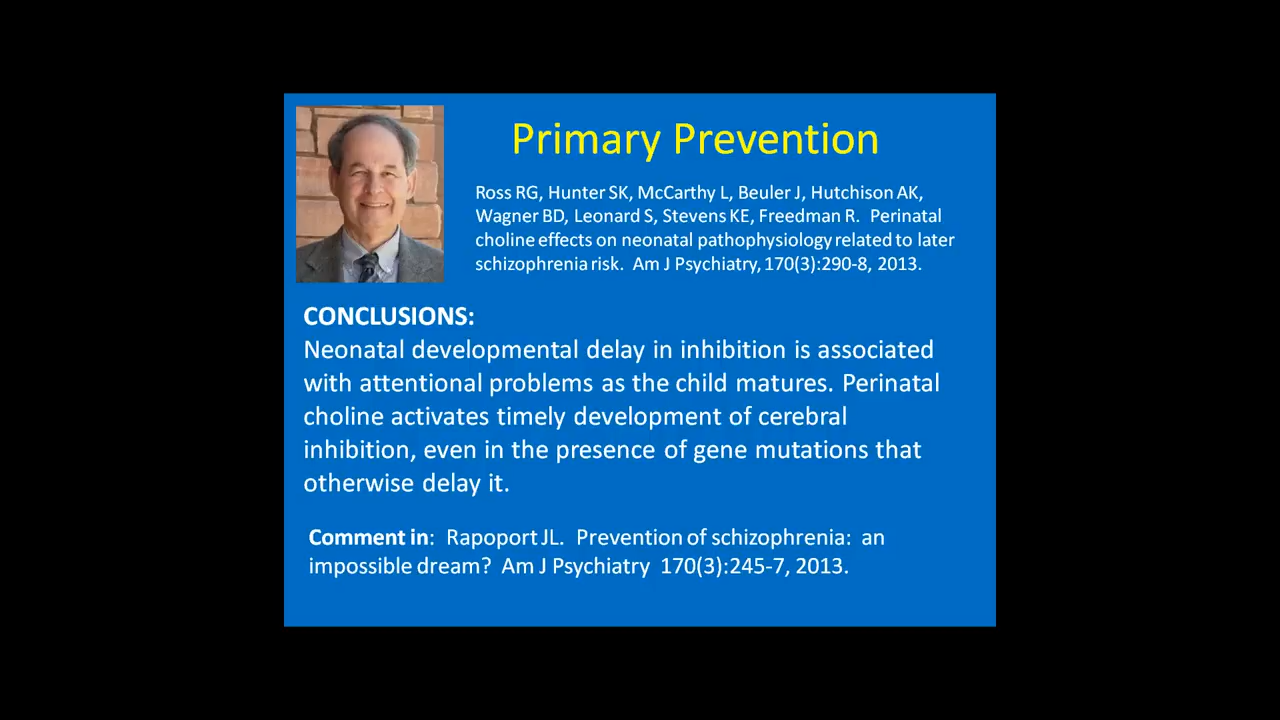 Primary Prevention
Ross RG, Hunter SK, McCarthy L, Beuler J, Hutchison AK,
Wagner BD, Leonard S, Stevens KE, Freedman R.  Perinatal
choline effects on neonatal pathophysiology related to later
schizophrenia risk.  Am J Psychiatry, 170(3):290-8, 2013.
CONCLUSIONS:
Neonatal developmental delay in inhibition is associated
with attentional problems as the child matures. Perinatal
choline activates timely development of cerebral
inhibition, even in the presence of gene mutations that
otherwise delay it.
Comment in:  Rapoport JL.  Prevention of schizophrenia:  an
impossible dream?  Am J Psychiatry  170(3):245-7, 2013.